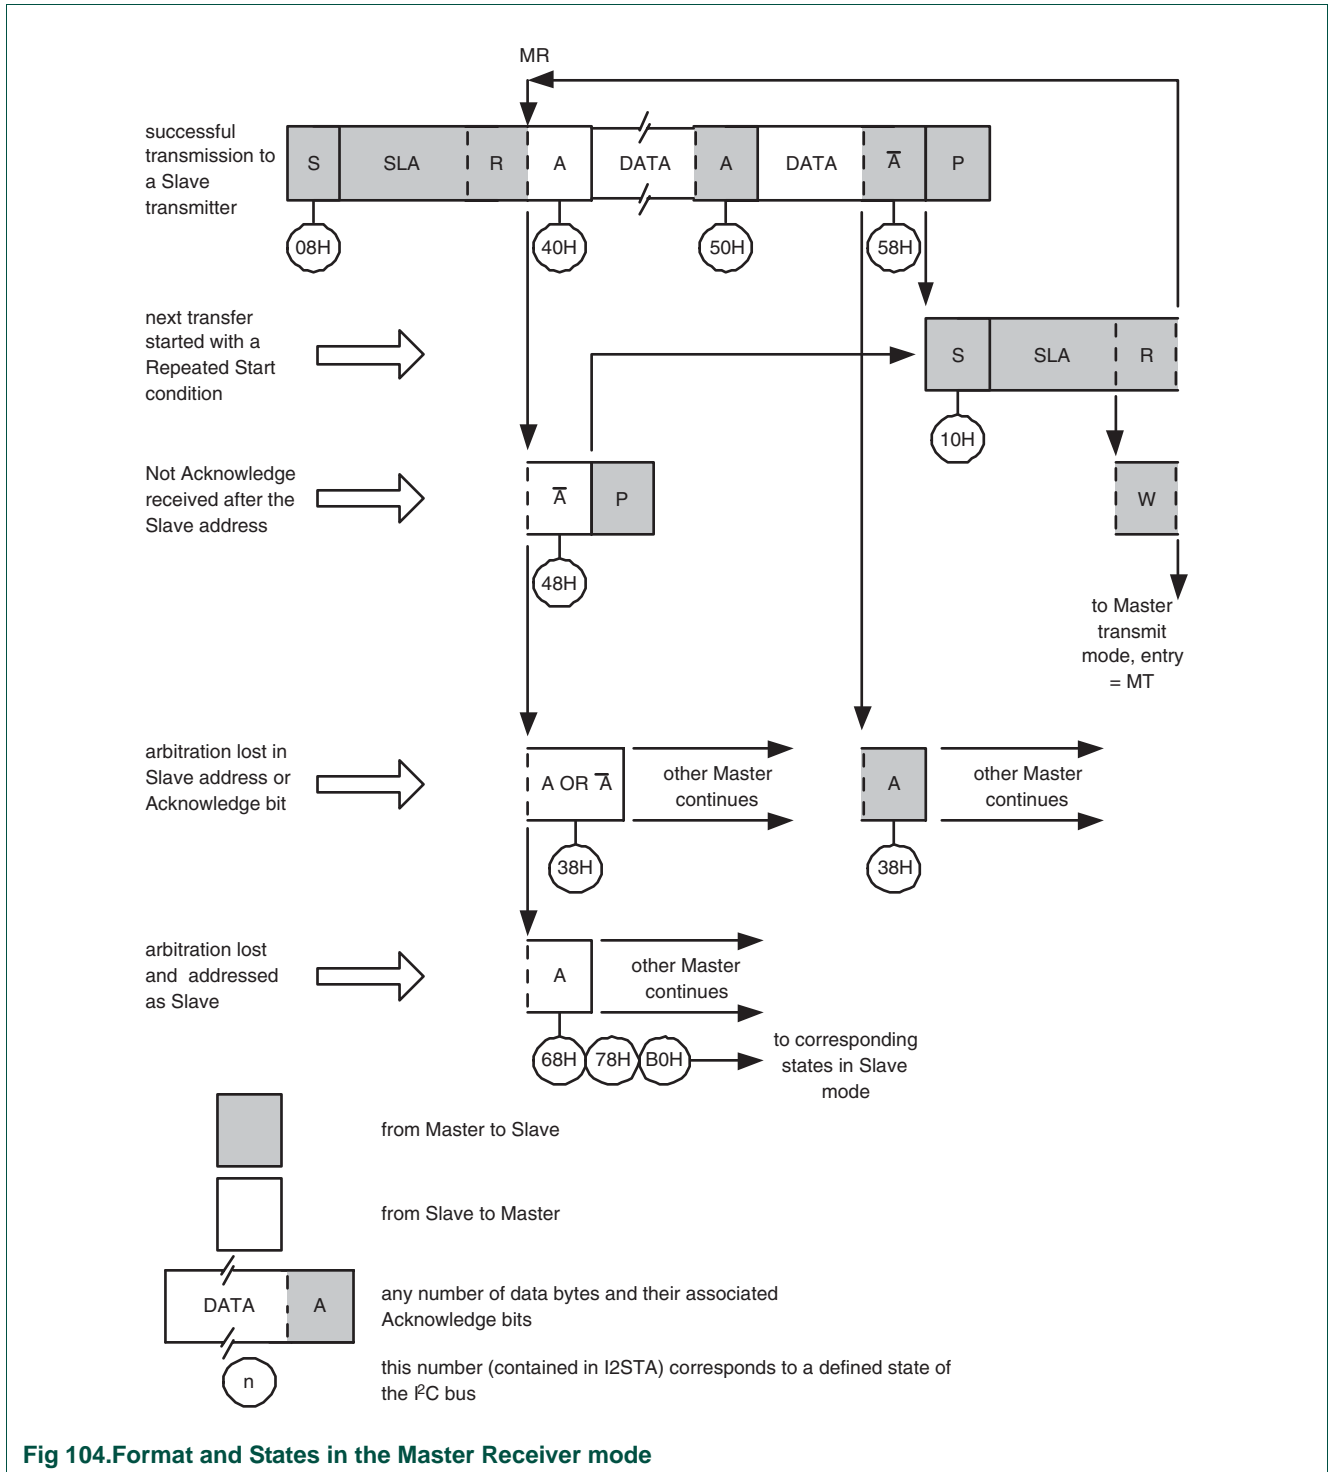 MR
successful
transmission to
a Slave
transmitter
S SLA R A DATA A DATA A̅ P
08H 40H 50H 58H
next transfer
started with a
Repeated Start
condition
S SLA R
10H
Not Acknowledge
received after the
Slave address
A̅ P
W
48H
to Master
transmit
mode, entry
= MT
arbitration lost in
Slave address or
Acknowledge bit
A OR A̅
other Master
continues
A
other Master
continues
38H 38H
arbitration lost
and addressed
as Slave
A
other Master
continues
68H 78H B0H
to corresponding
states in Slave
mode
from Master to Slave
from Slave to Master
DATA A
any number of data bytes and their associated
Acknowledge bits
n
this number (contained in I2STA) corresponds to a defined state of
the I²C bus
Fig 104.Format and States in the Master Receiver mode